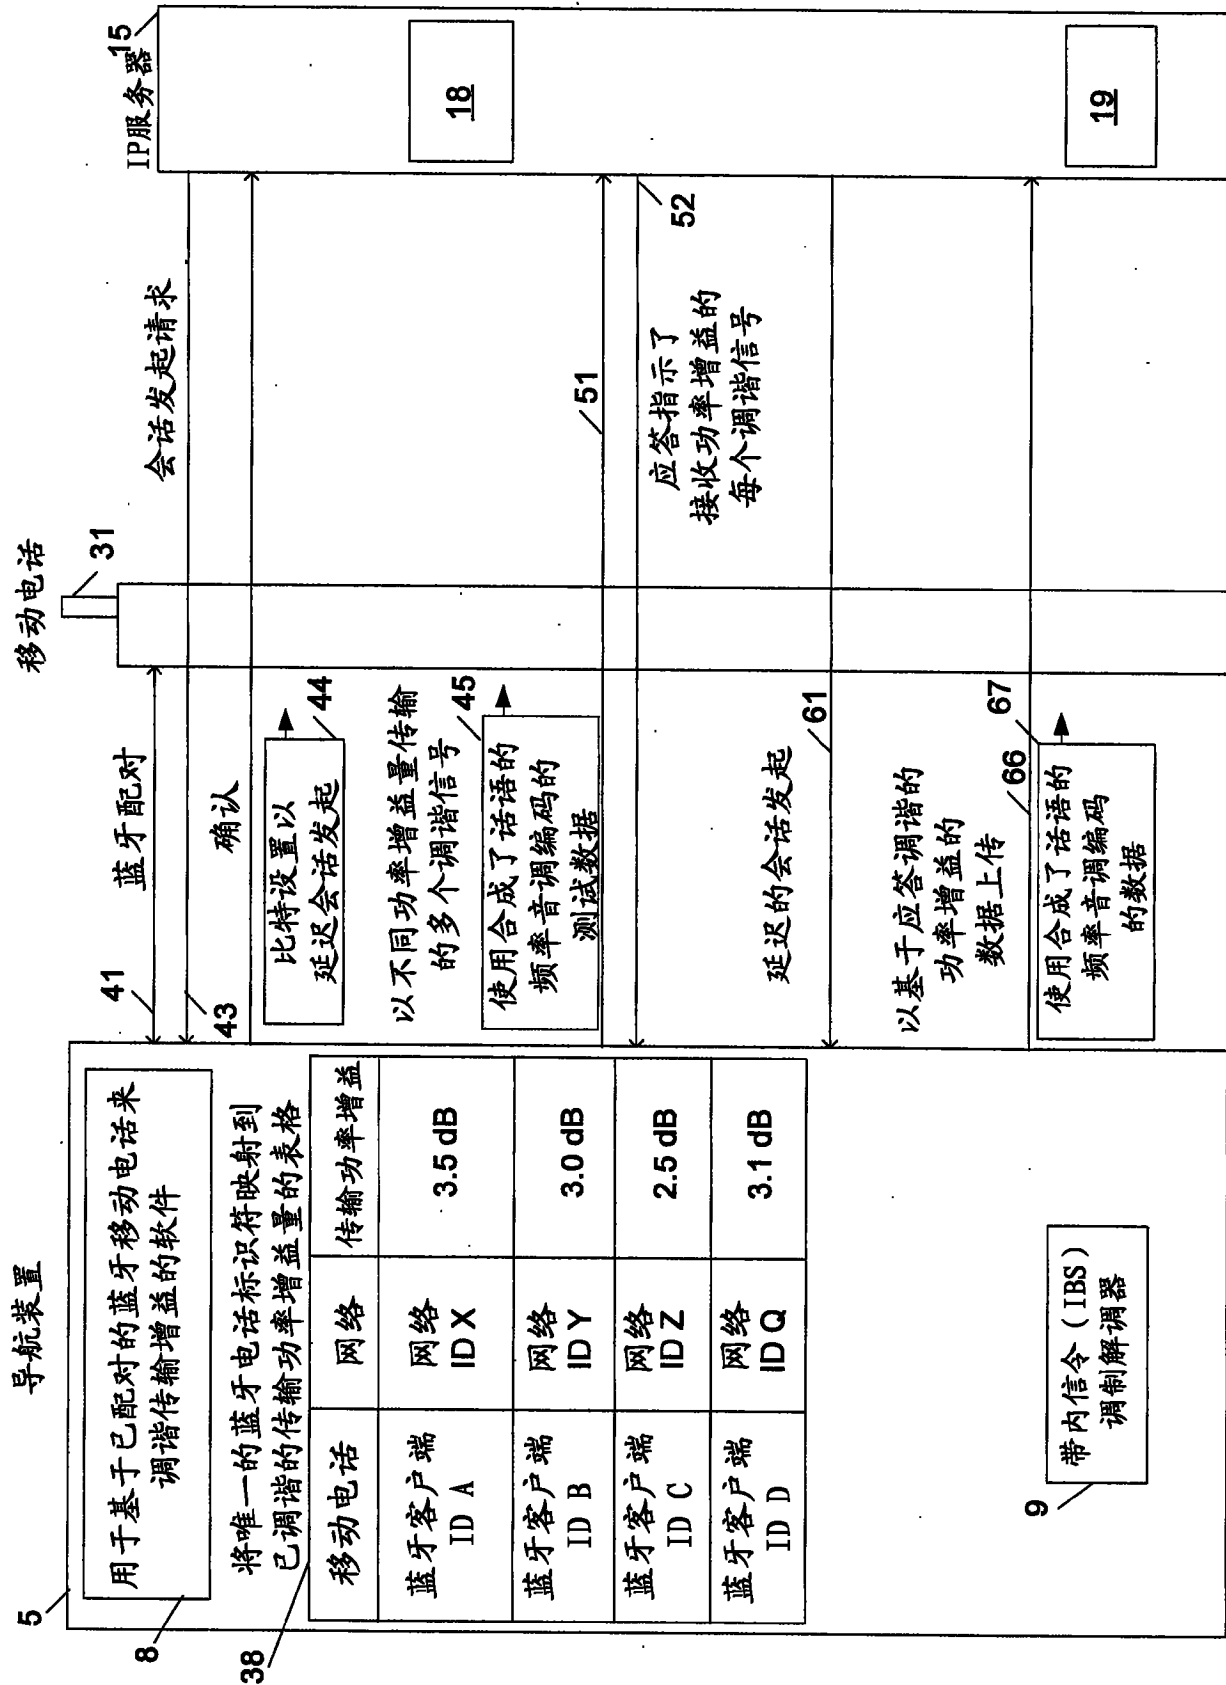 导航装置
5
用于基于已配对的蓝牙移动电话来
调谐传输增益的软件
8
将唯一的蓝牙电话标识符映射到
已调谐的传输功率增益量的表格
38
移动电话
网络
传输功率增益
蓝牙客户端
ID A
网络
ID X
3.5 dB
蓝牙客户端
ID B
网络
ID Y
3.0 dB
蓝牙客户端
ID C
网络
ID Z
2.5 dB
蓝牙客户端
ID D
网络
ID Q
3.1 dB
带内信令（IBS）
调制解调器
9
移动电话
31
蓝牙配对
41
会话发起请求
43
确认
比特设置以
延迟会话发起
44
以不同功率增益量传输
的多个调谐信号
45
使用合成了话语的
频率音调编码的
测试数据
51
应答指示了
接收功率增益的
每个调谐信号
52
延迟的会话发起
61
以基于应答调谐的
功率增益的
数据上传
66
67
使用合成了话语的
频率音调编码
的数据
IP服务器
15
18
19